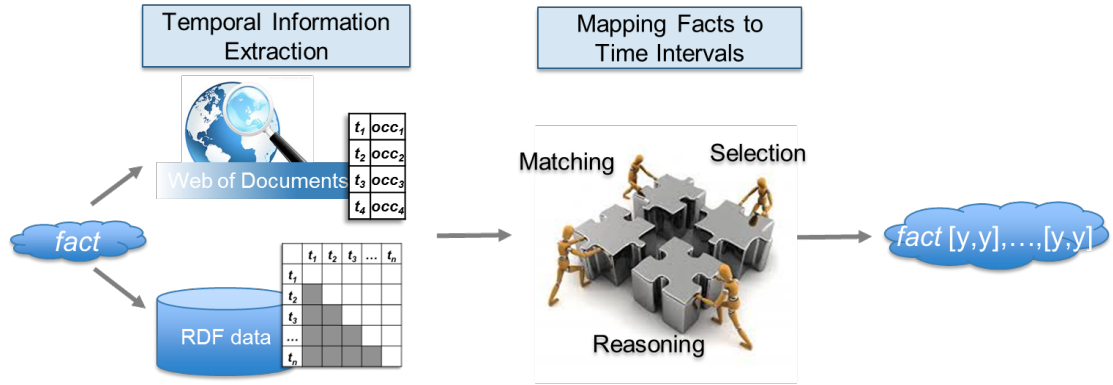 Temporal Information
Extraction
Mapping Facts to
Time Intervals
t1 occ1
t2 occ2
t3 occ3
t4 occ4
Web of Documents
Matching
Selection
fact
fact [y,y],...,[y,y]
t1 t2 t3 ... tn
t1
t2
t3
...
tn
RDF data
Reasoning